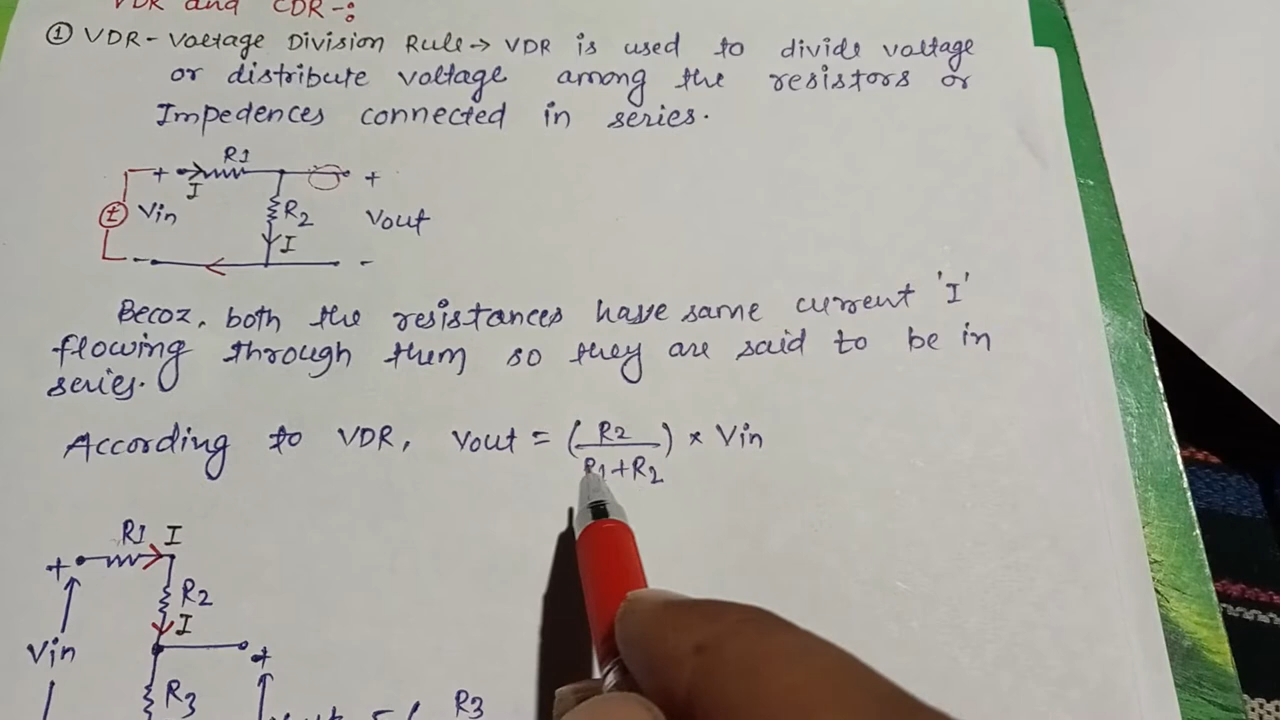 VDR and CDR-:
① VDR - Voltage Division Rule → VDR is used to divide voltage
or distribute voltage among the resistors or
Impedences connected in series.
R1
+ I
± Vin R2 + Vout
I
- -
Becoz, both the resistances have same current 'I'
flowing through them so they are said to be in
series.
According to VDR, Vout = (R2 / R1+R2) × Vin
R1 I
+
R2
I
Vin +
R3
R3